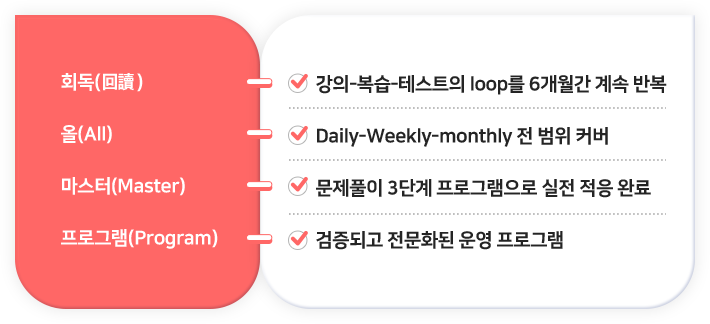 회독(回讀)
강의-복습-테스트의 loop를 6개월간 계속 반복
올(All)
Daily-Weekly-monthly 전 범위 커버
마스터(Master)
문제풀이 3단계 프로그램으로 실전 적응 완료
프로그램(Program)
검증되고 전문화된 운영 프로그램